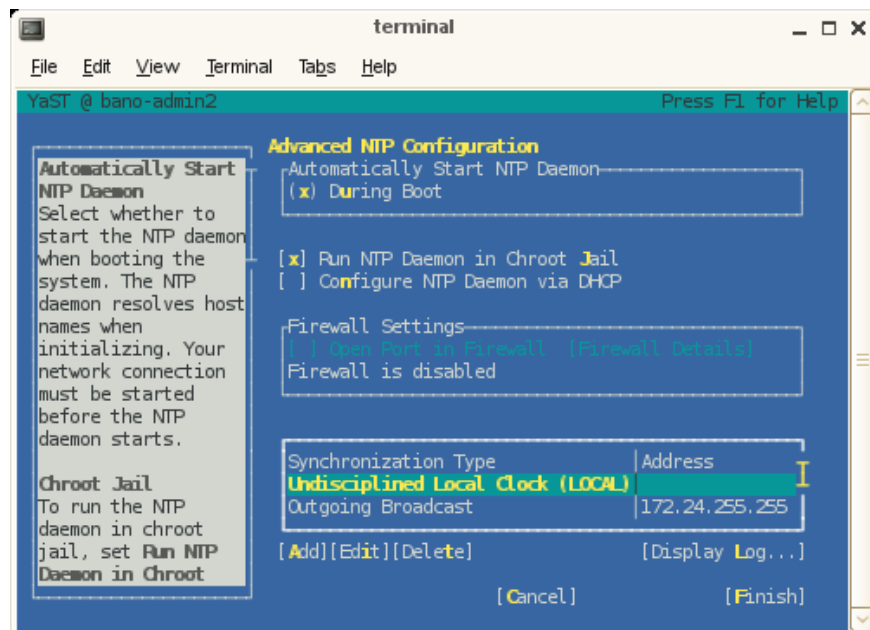 terminal
File Edit View Terminal Tabs Help
YaST @ bano-admin2 Press F1 for Help
Advanced NTP Configuration
Automatically Start
NTP Daemon
Select whether to
start the NTP daemon
when booting the
system. The NTP
daemon resolves host
names when
initializing. Your
network connection
must be started
before the NTP
daemon starts.
Chroot Jail
To run the NTP
daemon in chroot
jail, set Run NTP
Daemon in Chroot
Automatically Start NTP Daemon
(x) During Boot
[x] Run NTP Daemon in Chroot Jail
[ ] Configure NTP Daemon via DHCP
Firewall Settings
[ ] Open Port in Firewall [Firewall Details]
Firewall is disabled
Synchronization Type |Address
Undisciplined Local Clock (LOCAL)|
Outgoing Broadcast |172.24.255.255
[Add][Edit][Delete] [Display Log...]
[Cancel] [Finish]